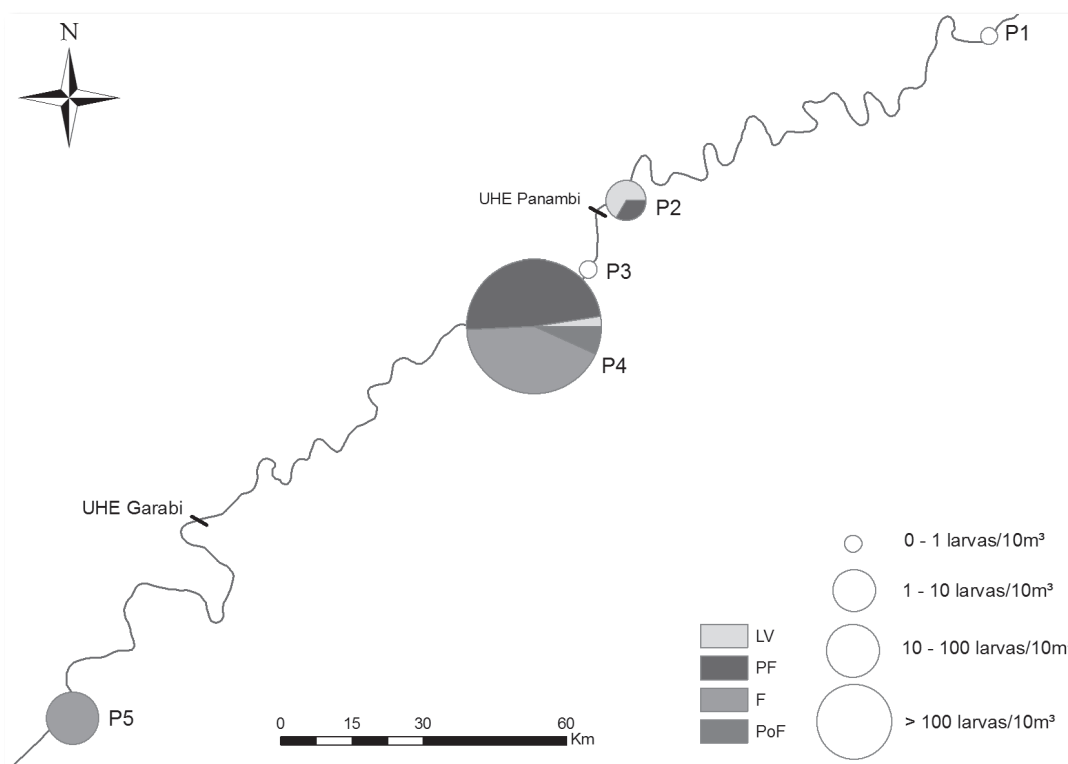 N
P1
UHE Panambi
P2
P3
P4
UHE Garabi
P5
0 15 30 60
Km
LV
PF
F
PoF
0 - 1 larvas/10m³
1 - 10 larvas/10m³
10 - 100 larvas/10m
> 100 larvas/10m³